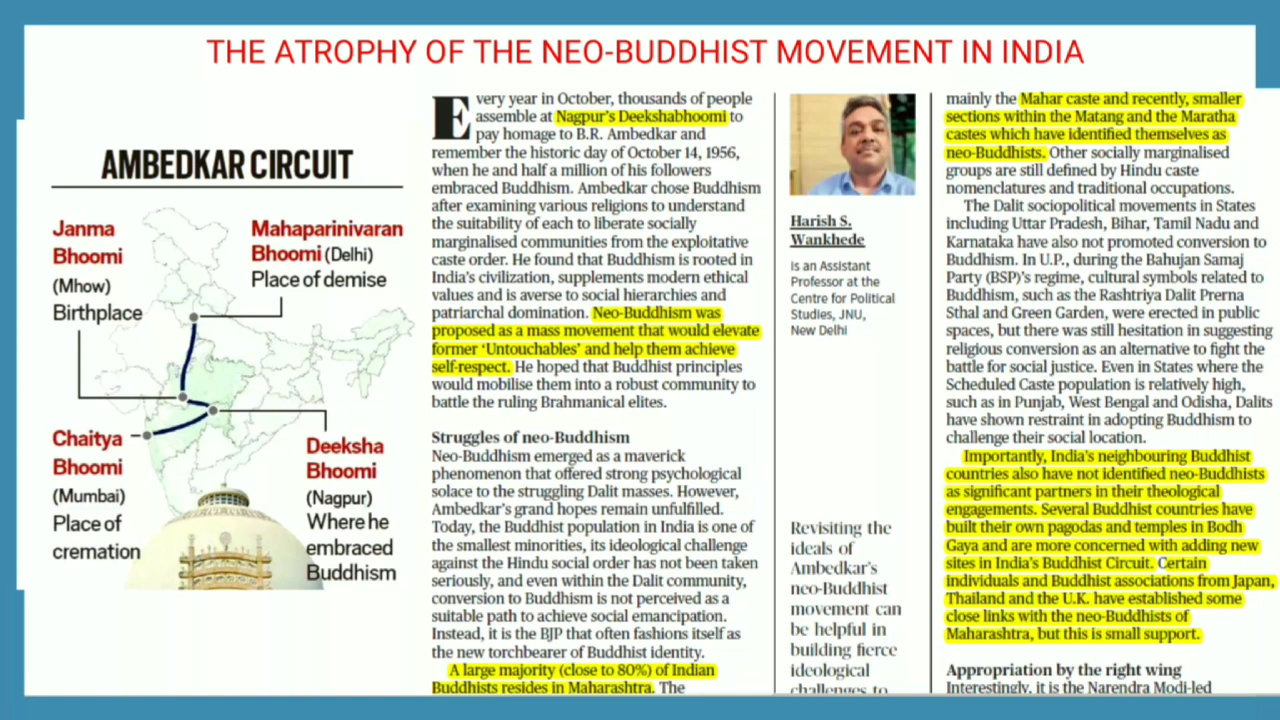 THE ATROPHY OF THE NEO-BUDDHIST MOVEMENT IN INDIA
AMBEDKAR CIRCUIT
Janma
Bhoomi
(Mhow)
Birthplace
Mahaparinivaran
Bhoomi (Delhi)
Place of demise
Chaitya
Bhoomi
(Mumbai)
Place of
cremation
Deeksha
Bhoomi
(Nagpur)
Where he
embraced
Buddhism
Every year in October, thousands of people
assemble at Nagpur's Deekshabhoomi to
pay homage to B.R. Ambedkar and
remember the historic day of October 14, 1956,
when he and half a million of his followers
embraced Buddhism. Ambedkar chose Buddhism
after examining various religions to understand
the suitability of each to liberate socially
marginalised communities from the exploitative
caste order. He found that Buddhism is rooted in
India's civilization, supplements modern ethical
values and is averse to social hierarchies and
patriarchal domination. Neo-Buddhism was
proposed as a mass movement that would elevate
former 'Untouchables' and help them achieve
self-respect. He hoped that Buddhist principles
would mobilise them into a robust community to
battle the ruling Brahmanical elites.
Struggles of neo-Buddhism
Neo-Buddhism emerged as a maverick
phenomenon that offered strong psychological
solace to the struggling Dalit masses. However,
Ambedkar's grand hopes remain unfulfilled.
Today, the Buddhist population in India is one of
the smallest minorities, its ideological challenge
against the Hindu social order has not been taken
seriously, and even within the Dalit community,
conversion to Buddhism is not perceived as a
suitable path to achieve social emancipation.
Instead, it is the BJP that often fashions itself as
the new torchbearer of Buddhist identity.
A large majority (close to 80%) of Indian
Buddhists resides in Maharashtra. The
Harish S.
Wankhede
is an Assistant
Professor at the
Centre for Political
Studies, JNU,
New Delhi
Revisiting the
ideals of
Ambedkar's
neo-Buddhist
movement can
be helpful in
building fierce
ideological
challenges to
mainly the Mahar caste and recently, smaller
sections within the Matang and the Maratha
castes which have identified themselves as
neo-Buddhists. Other socially marginalised
groups are still defined by Hindu caste
nomenclatures and traditional occupations.
The Dalit sociopolitical movements in States
including Uttar Pradesh, Bihar, Tamil Nadu and
Karnataka have also not promoted conversion to
Buddhism. In U.P., during the Bahujan Samaj
Party (BSP)'s regime, cultural symbols related to
Buddhism, such as the Rashtriya Dalit Prerna
Sthal and Green Garden, were erected in public
spaces, but there was still hesitation in suggesting
religious conversion as an alternative to fight the
battle for social justice. Even in States where the
Scheduled Caste population is relatively high,
such as in Punjab, West Bengal and Odisha, Dalits
have shown restraint in adopting Buddhism to
challenge their social location.
Importantly, India's neighbouring Buddhist
countries also have not identified neo-Buddhists
as significant partners in their theological
engagements. Several Buddhist countries have
built their own pagodas and temples in Bodh
Gaya and are more concerned with adding new
sites in India's Buddhist Circuit. Certain
individuals and Buddhist associations from Japan,
Thailand and the U.K. have established some
close links with the neo-Buddhists of
Maharashtra, but this is small support.
Appropriation by the right wing
Interestingly, it is the Narendra Modi-led